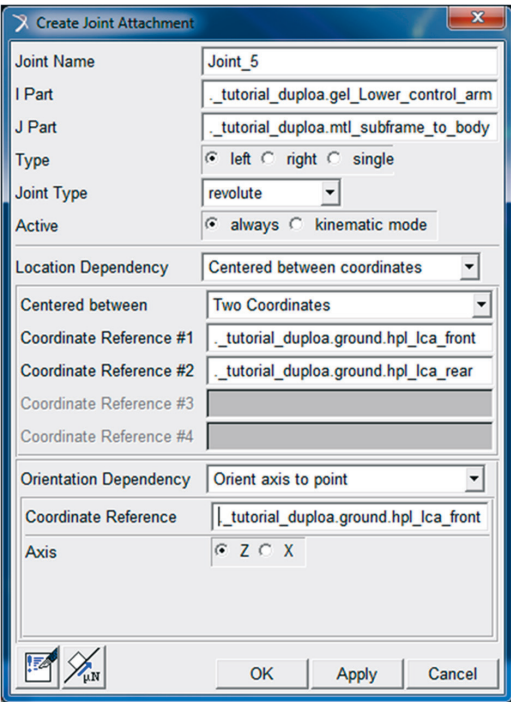 Create Joint Attachment
Joint Name Joint_5
I Part ._tutorial_duploa.gel_Lower_control_arm
J Part ._tutorial_duploa.mtl_subframe_to_body
Type left right single
Joint Type revolute
Active always kinematic mode
Location Dependency Centered between coordinates
Centered between Two Coordinates
Coordinate Reference #1 ._tutorial_duploa.ground.hpl_lca_front
Coordinate Reference #2 ._tutorial_duploa.ground.hpl_lca_rear
Coordinate Reference #3
Coordinate Reference #4
Orientation Dependency Orient axis to point
Coordinate Reference ._tutorial_duploa.ground.hpl_lca_front
Axis Z X
μN OK Apply Cancel